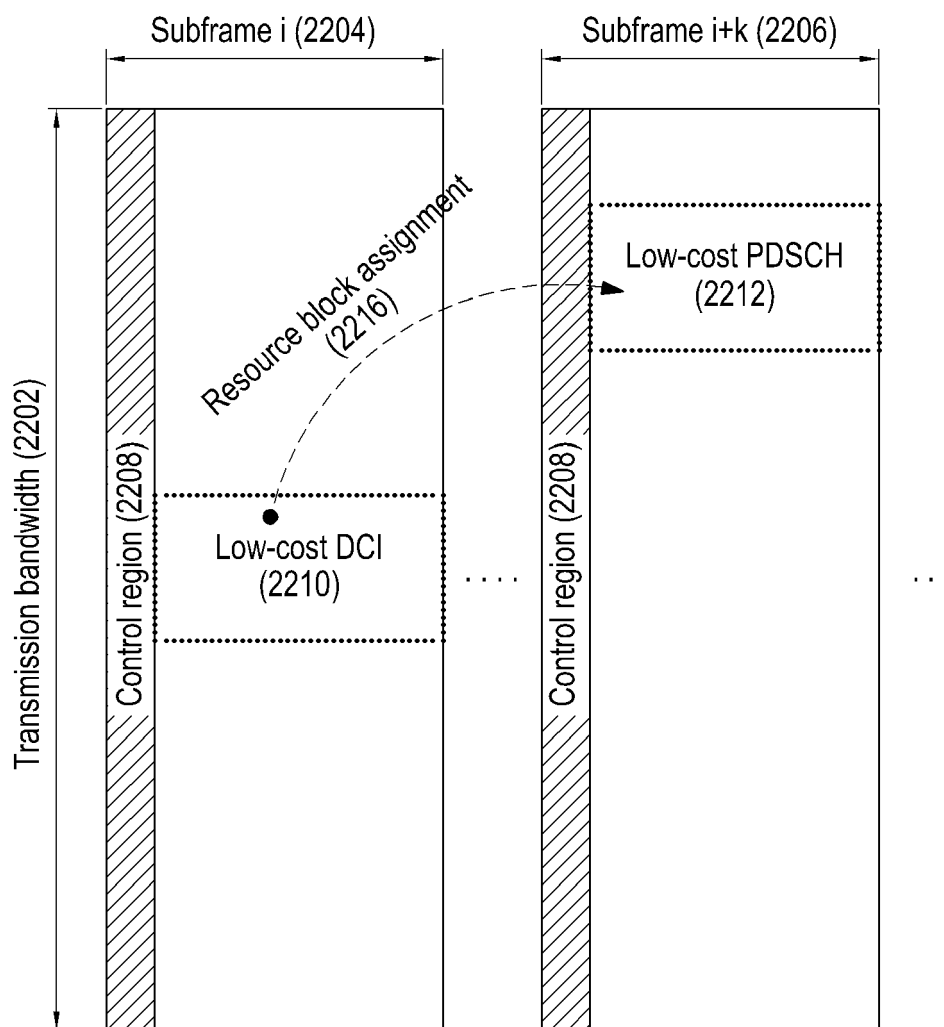 Subframe i (2204)
Subframe i+k (2206)
Transmission bandwidth (2202)
Control region (2208)
Resource block assignment
(2216)
Low-cost DCI
(2210)
. . . .
Control region (2208)
Low-cost PDSCH
(2212)
. .